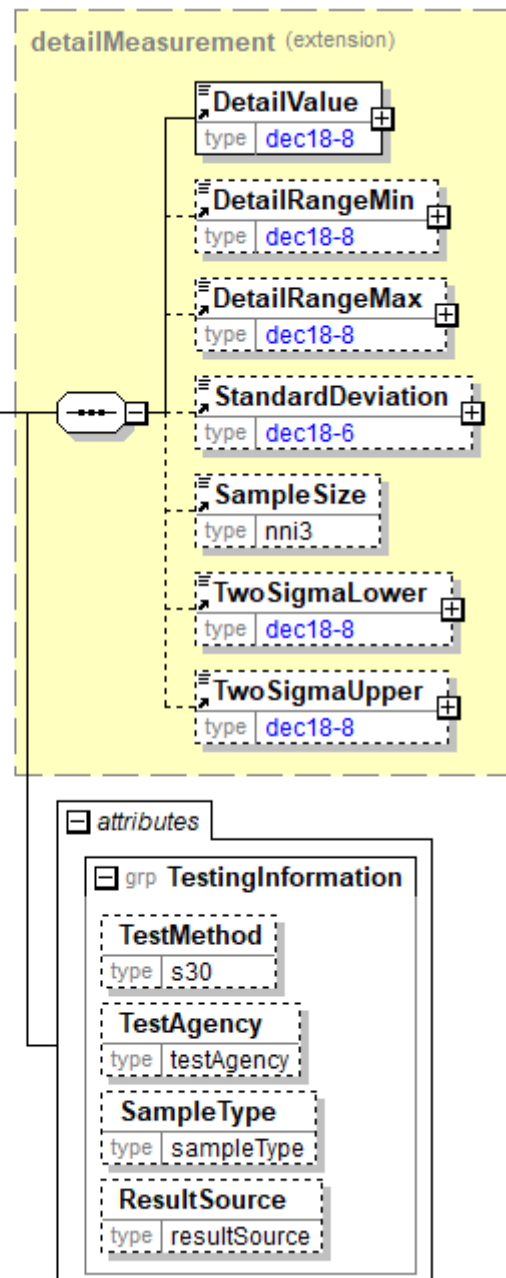 detailMeasurement (extension)
DetailValue
type dec18-8
DetailRangeMin
type dec18-8
DetailRangeMax
type dec18-8
StandardDeviation
type dec18-6
SampleSize
type nni3
TwoSigmaLower
type dec18-8
TwoSigmaUpper
type dec18-8
attributes
grp TestingInformation
TestMethod
type s30
TestAgency
type testAgency
SampleType
type sampleType
ResultSource
type resultSource